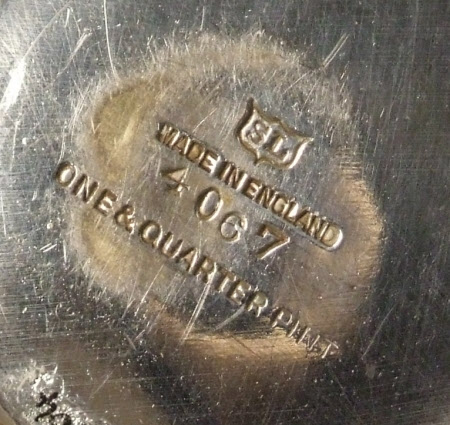 SL
MADE IN ENGLAND
4067
ONE & QUARTER PINT